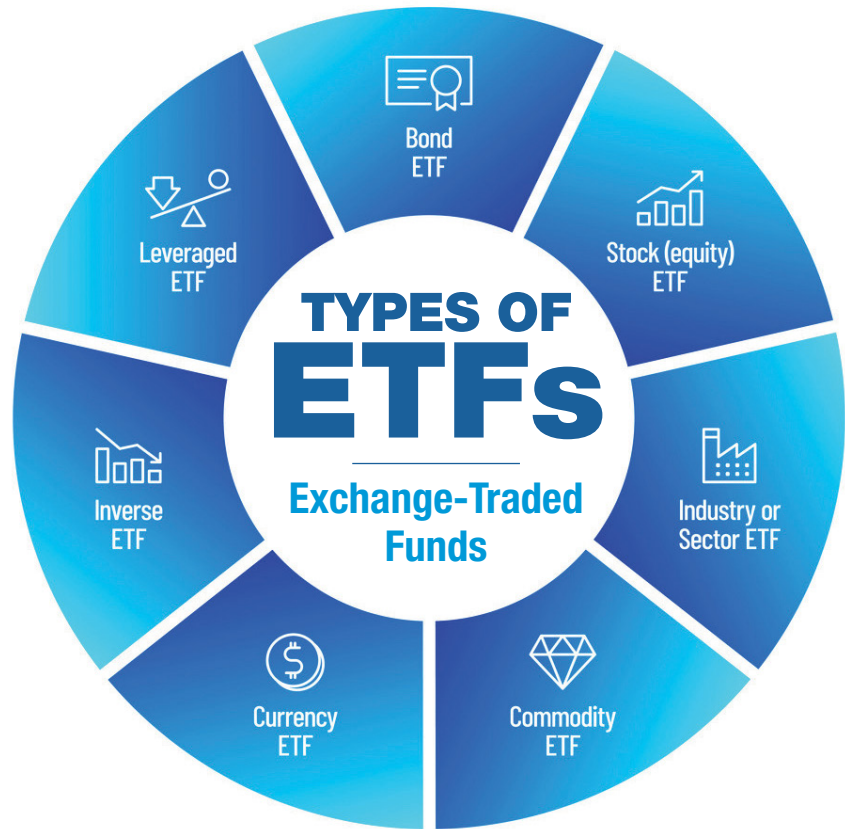 TYPES OF
ETFs
Exchange-Traded
Funds
Bond
ETF
Stock (equity)
ETF
Industry or
Sector ETF
Commodity
ETF
Currency
ETF
Inverse
ETF
Leveraged
ETF
$